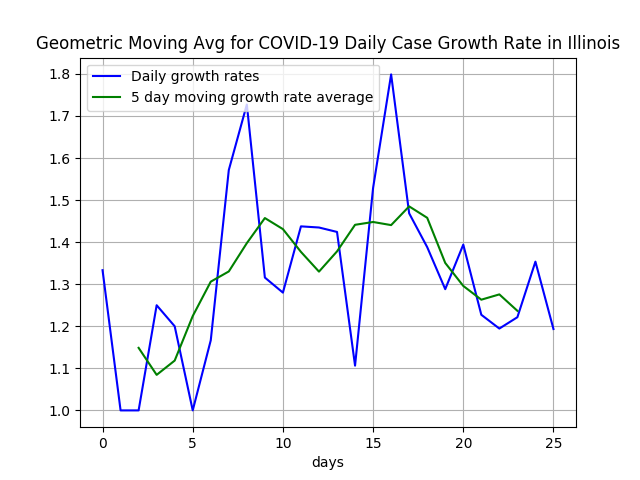 Geometric Moving Avg for COVID-19 Daily Case Growth Rate in Illinois
Daily growth rates
5 day moving growth rate average
1.8
1.7
1.6
1.5
1.4
1.3
1.2
1.1
1.0
0 5 10 15 20 25
days